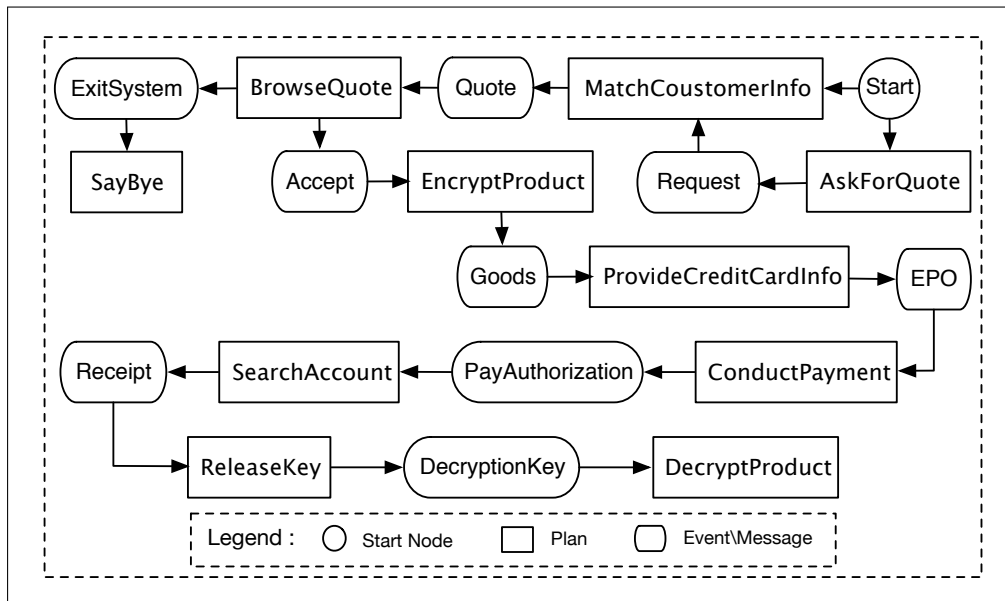 ExitSystem
BrowseQuote
Quote
MatchCoustomerInfo
Start
SayBye
Accept
EncryptProduct
Request
AskForQuote
Goods
ProvideCreditCardInfo
EPO
Receipt
SearchAccount
PayAuthorization
ConductPayment
ReleaseKey
DecryptionKey
DecryptProduct
Legend :
Start Node
Plan
Event\Message